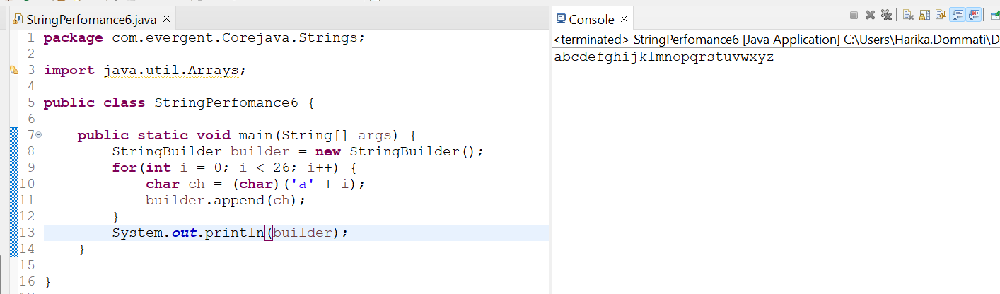 StringPerfomance6.java
1 package com.evergent.Corejava.Strings;
2
3 import java.util.Arrays;
4
5 public class StringPerfomance6 {
6
7 public static void main(String[] args) {
8 StringBuilder builder = new StringBuilder();
9 for(int i = 0; i < 26; i++) {
10 char ch = (char)('a' + i);
11 builder.append(ch);
12 }
13 System.out.println(builder);
14 }
15
16 }
Console
<terminated> StringPerfomance6 [Java Application] C:\Users\Harika.Dommati\D
abcdefghijklmnopqrstuvwxyz